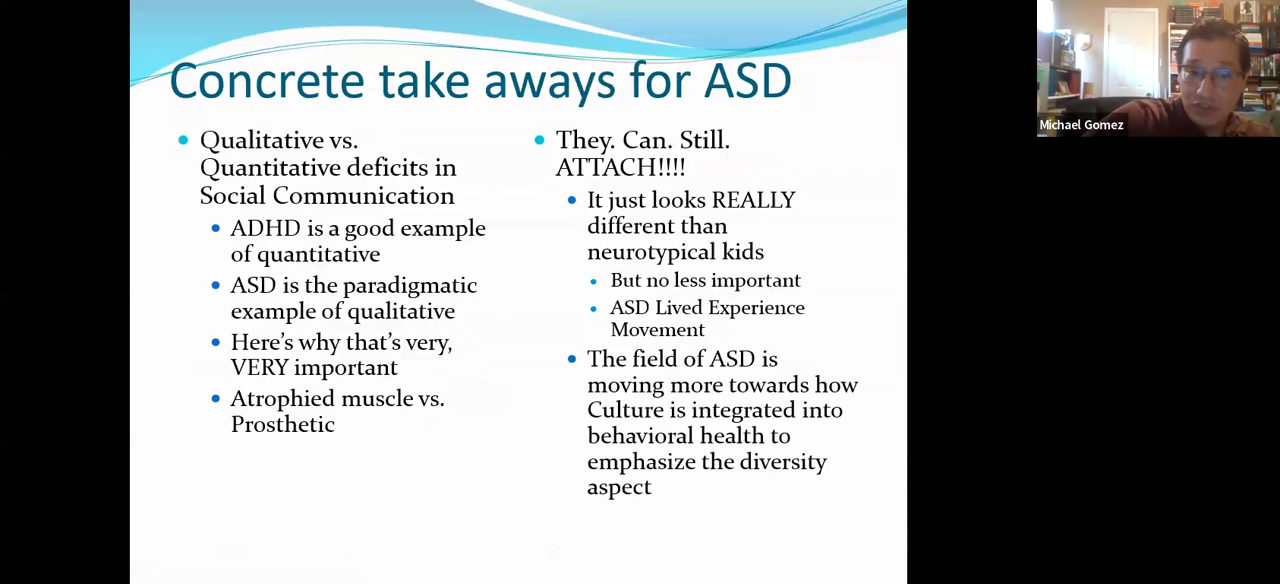 Concrete take aways for ASD
Qualitative vs.
Quantitative deficits in
Social Communication
ADHD is a good example
of quantitative
ASD is the paradigmatic
example of qualitative
Here's why that's very,
VERY important
Atrophied muscle vs.
Prosthetic
They. Can. Still.
ATTACH!!!!
It just looks REALLY
different than
neurotypical kids
But no less important
ASD Lived Experience
Movement
The field of ASD is
moving more towards how
Culture is integrated into
behavioral health to
emphasize the diversity
aspect
Michael Gomez